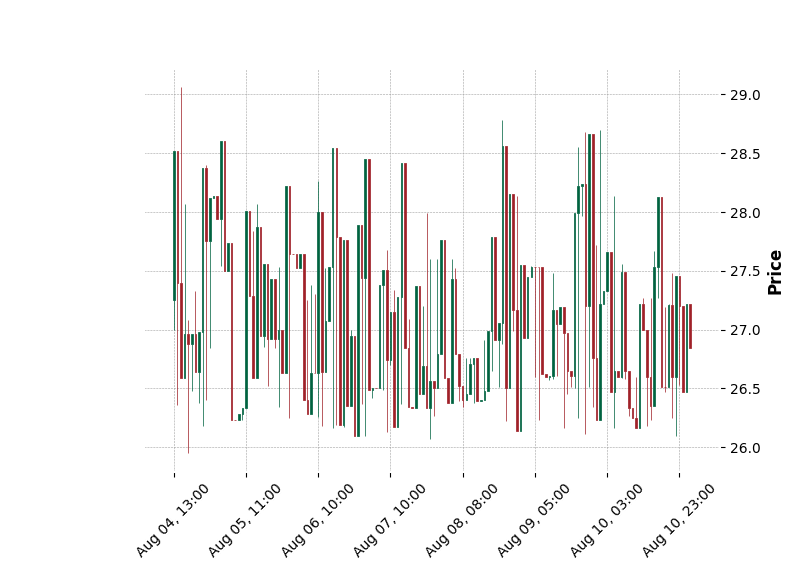 29.0
28.5
28.0
27.5
27.0
26.5
26.0
Price
Aug 04, 13:00
Aug 05, 11:00
Aug 06, 10:00
Aug 07, 10:00
Aug 08, 08:00
Aug 09, 05:00
Aug 10, 03:00
Aug 10, 23:00